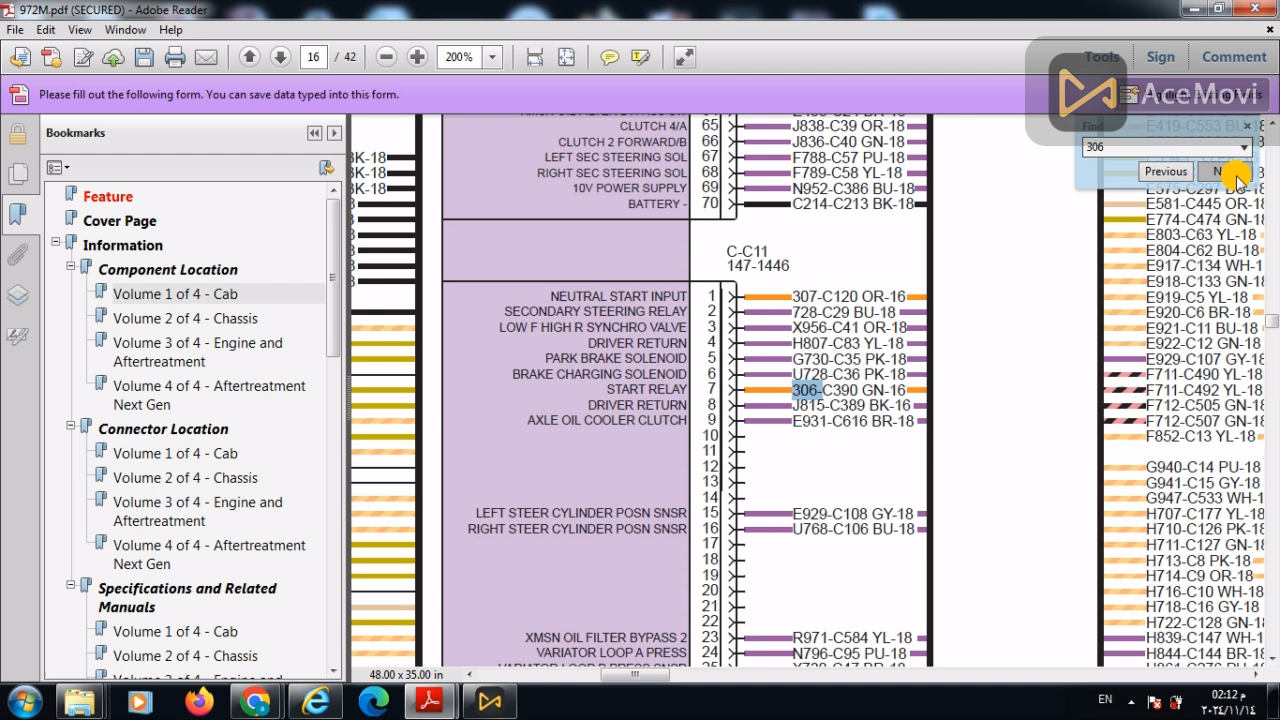 972M.pdf (SECURED) - Adobe Reader
File Edit View Window Help
16 / 42
200%
Tools Sign Comment
Please fill out the following form. You can save data typed into this form.
AceMovi
Bookmarks
Feature
Cover Page
Information
Component Location
Volume 1 of 4 - Cab
Volume 2 of 4 - Chassis
Volume 3 of 4 - Engine and
Aftertreatment
Volume 4 of 4 - Aftertreatment
Next Gen
Connector Location
Volume 1 of 4 - Cab
Volume 2 of 4 - Chassis
Volume 3 of 4 - Engine and
Aftertreatment
Volume 4 of 4 - Aftertreatment
Next Gen
Specifications and Related
Manuals
Volume 1 of 4 - Cab
Volume 2 of 4 - Chassis
K-18
K-18
K-18
CLUTCH 4/A 65 J838-C39 OR-18
CLUTCH 2 FORWARD/B 66 J836-C40 GN-18
LEFT SEC STEERING SOL 67 F788-C57 PU-18
RIGHT SEC STEERING SOL 68 F789-C58 YL-18
10V POWER SUPPLY 69 N952-C386 BU-18
BATTERY - 70 C214-C213 BK-18
C-C11
147-1446
NEUTRAL START INPUT 1 307-C120 OR-16
SECONDARY STEERING RELAY 2 728-C29 BU-18
LOW F HIGH R SYNCHRO VALVE 3 X956-C41 OR-18
DRIVER RETURN 4 H807-C83 YL-18
PARK BRAKE SOLENOID 5 G730-C35 PK-18
BRAKE CHARGING SOLENOID 6 U728-C36 PK-18
START RELAY 7 306-C390 GN-16
DRIVER RETURN 8 J815-C389 BK-16
AXLE OIL COOLER CLUTCH 9 E931-C616 BR-18
10
11
12
13
14
LEFT STEER CYLINDER POSN SNSR 15 E929-C108 GY-18
RIGHT STEER CYLINDER POSN SNSR 16 U768-C106 BU-18
17
18
19
20
21
22
XMSN OIL FILTER BYPASS 2 23 R971-C584 YL-18
VARIATOR LOOP A PRESS 24 N796-C95 PU-18
Find
306
Previous
E419-C553 BU-18
E581-C445 OR-18
E774-C474 GN-18
E803-C63 YL-18
E804-C62 BU-18
E917-C134 WH-1
E918-C133 GN-18
E919-C5 YL-18
E920-C6 BR-18
E921-C11 BU-18
E922-C12 GN-18
E929-C107 GY-18
F711-C490 YL-18
F711-C492 YL-18
F712-C505 GN-18
F712-C507 GN-18
F852-C13 YL-18
G940-C14 PU-18
G941-C15 GY-18
G947-C533 WH-1
H707-C177 YL-18
H710-C126 PK-18
H711-C127 GN-18
H713-C8 PK-18
H714-C9 OR-18
H716-C10 WH-18
H718-C16 GY-18
H722-C128 GN-18
H839-C147 WH-1
H844-C144 BR-18
48.00 x 35.00 in
EN
02:12 م
٢٠٢٤/١١/١٤